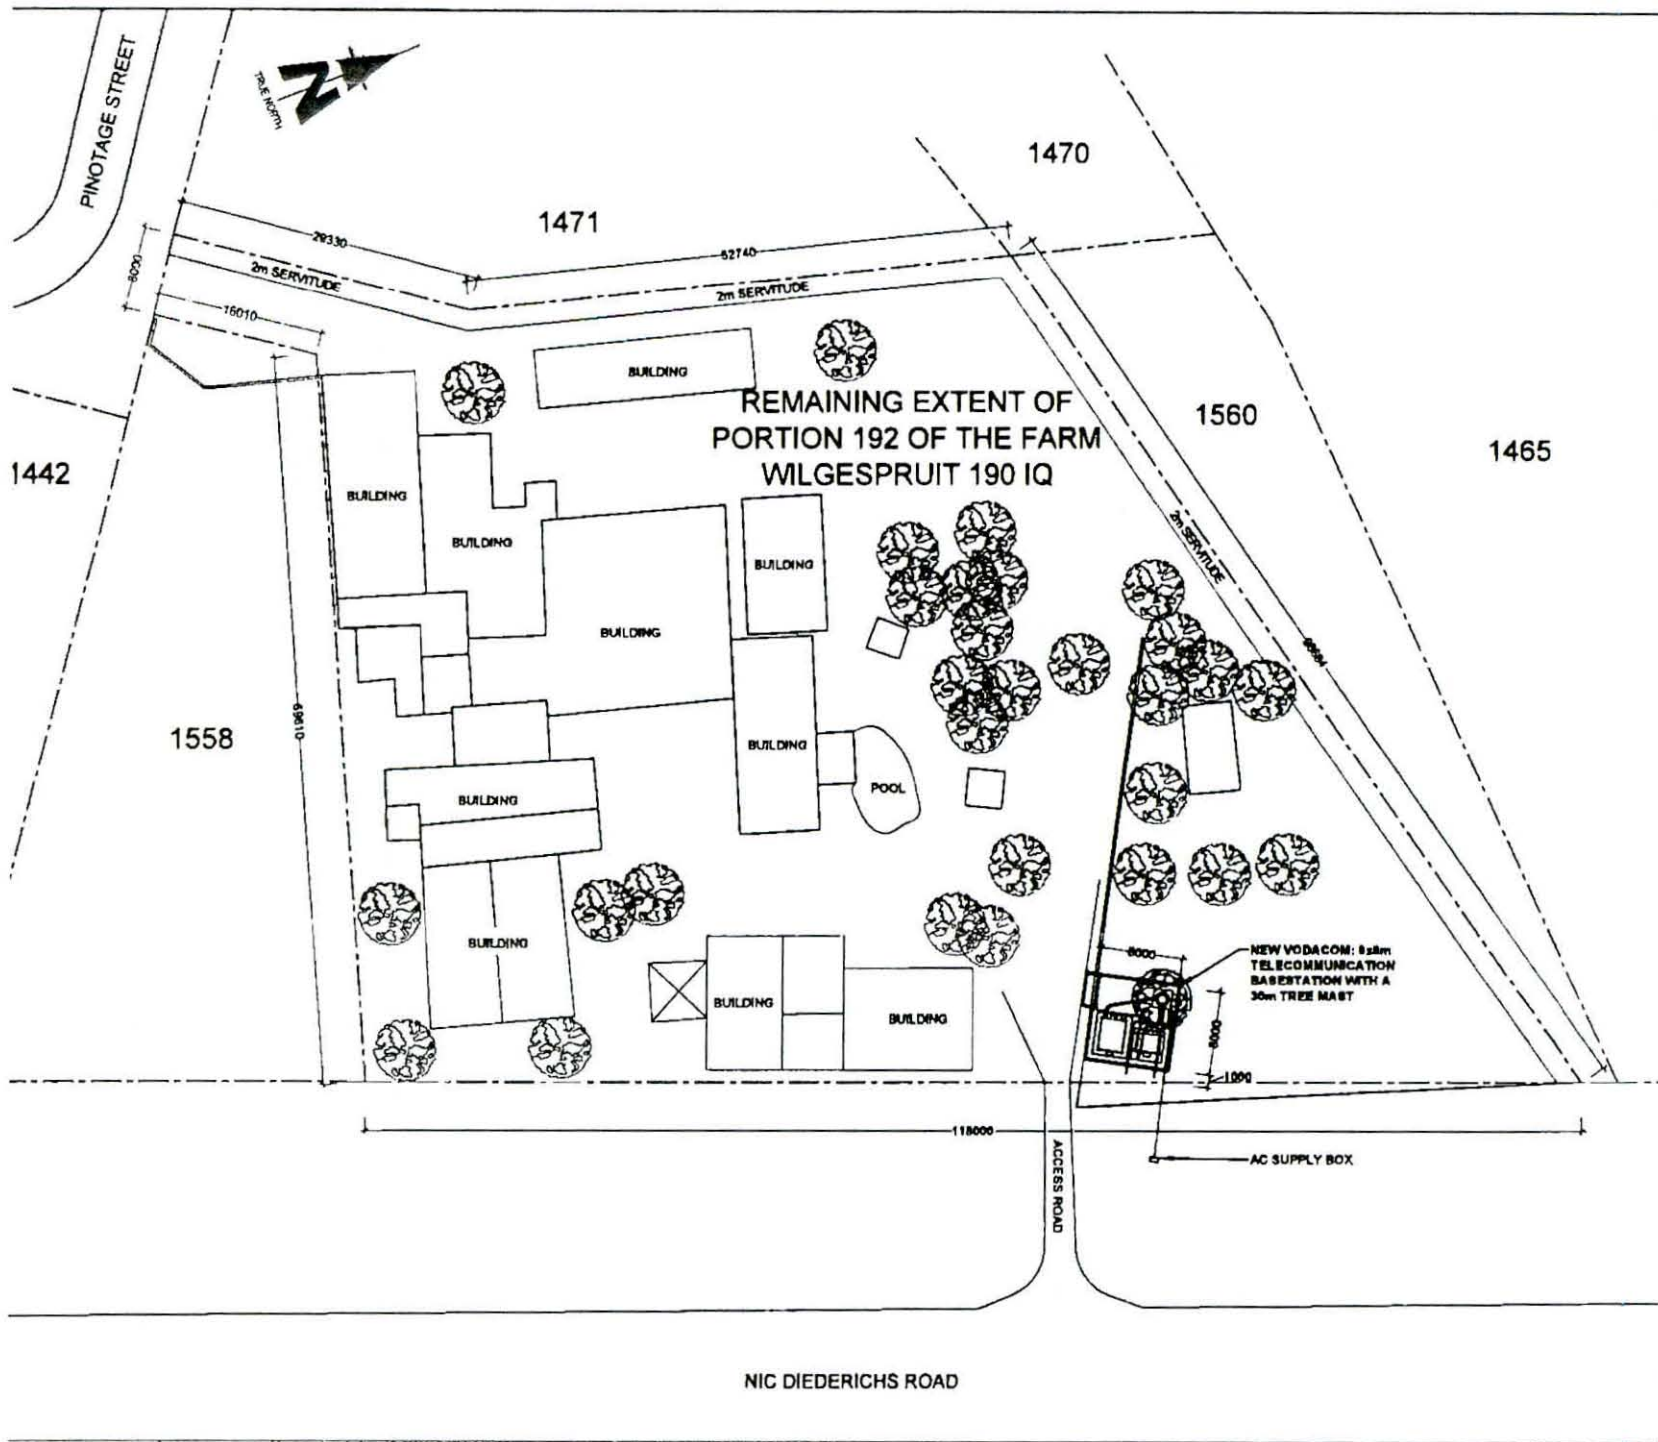 PINOTAGE STREET
N
TRUE NORTH
1470
1471
29330
52740
6000
2m SERVITUDE
2m SERVITUDE
16010
BUILDING
REMAINING EXTENT OF
PORTION 192 OF THE FARM
WILGESPRUIT 190 IQ
1560
1465
1442
BUILDING
BUILDING
BUILDING
2m SERVITUDE
BUILDING
69610
1558
BUILDING
BUILDING
POOL
BUILDING
BUILDING
BUILDING
8000
NEW VODACOM: 8x8m
TELECOMMUNICATION
BASESTATION WITH A
30m TREE MAST
8000
1000
118000
ACCESS ROAD
AC SUPPLY BOX
NIC DIEDERICHS ROAD